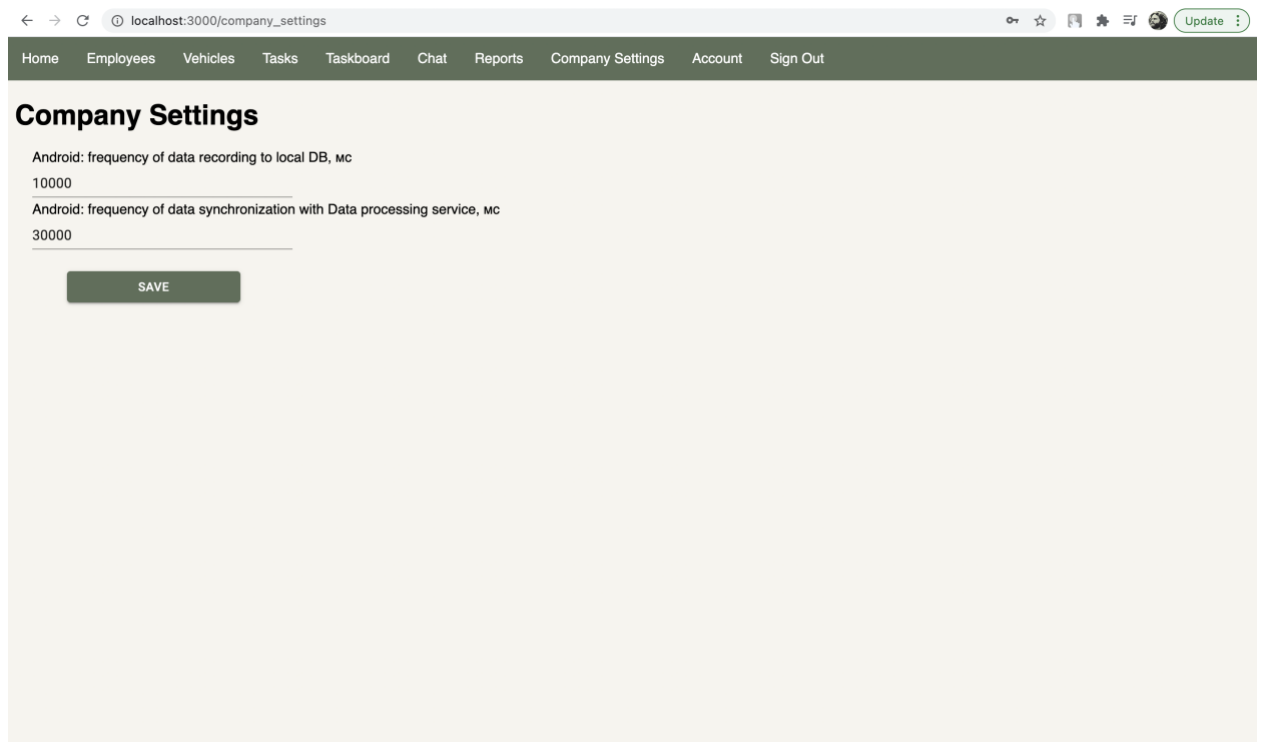 localhost:3000/company_settings
Update
Home Employees Vehicles Tasks Taskboard Chat Reports Company Settings Account Sign Out
Company Settings
Android: frequency of data recording to local DB, мс
10000
Android: frequency of data synchronization with Data processing service, мс
30000
SAVE